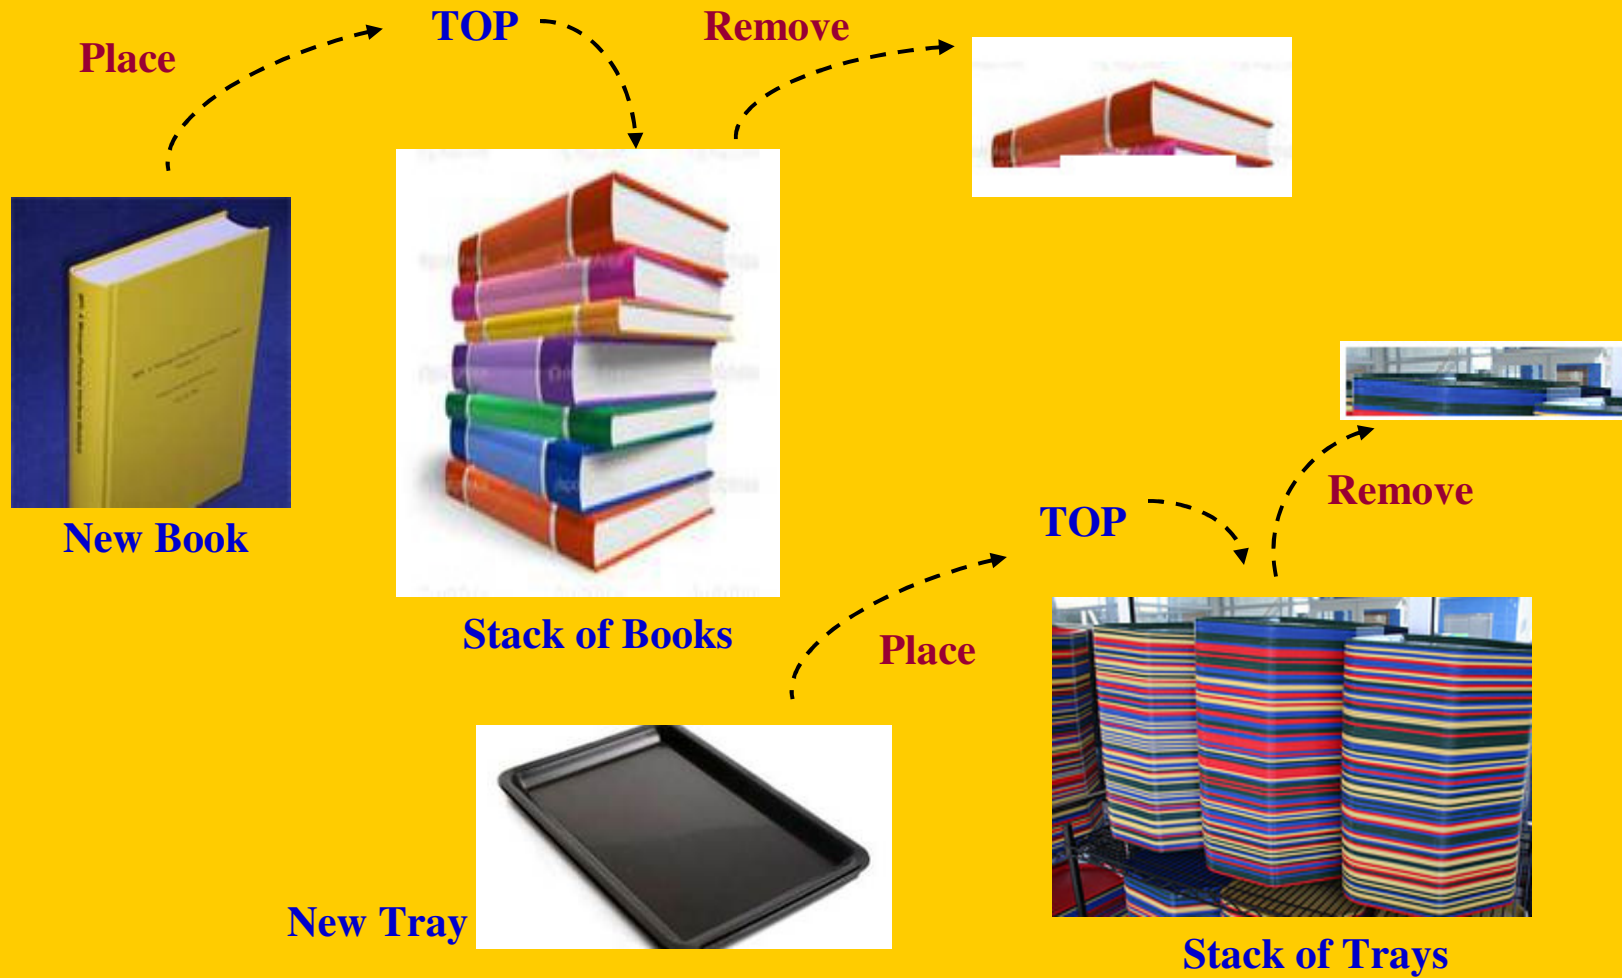 Place
TOP
Remove
New Book
Stack of Books
TOP
Remove
Place
New Tray
Stack of Trays